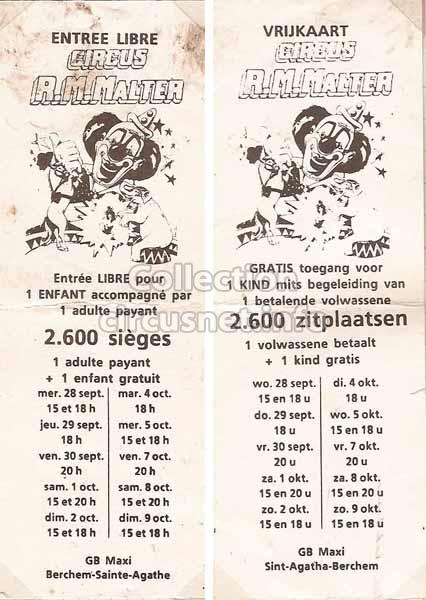 ENTREE LIBRE
CIRCUS
R.M.MALTER
Entrée LIBRE pour
1 ENFANT accompagné par
1 adulte payant
2.600 sièges
1 adulte payant
+ 1 enfant gratuit
mer. 28 sept. mar. 4 oct.
15 et 18 h 18 h
jeu. 29 sept. mer. 5 oct.
18 h 15 et 18 h
ven. 30 sept. ven. 7 oct.
20 h 20 h
sam. 1 oct. sam. 8 oct.
15 et 20 h 15 et 20 h
dim. 2 oct. dim. 9 oct.
15 et 18 h 15 et 18 h
GB Maxi
Berchem-Sainte-Agathe
VRIJKAART
CIRCUS
R.M.MALTER
GRATIS toegang voor
1 KIND mits begeleiding van
1 betalende volwassene
2.600 zitplaatsen
1 volwassene betaalt
+ 1 kind gratis
wo. 28 sept. di. 4 okt.
15 en 18 u 18 u
do. 29 sept. wo. 5 okt.
18 u 15 en 18 u
vr. 30 sept. vr. 7 okt.
20 u 20 u
za. 1 okt. za. 8 okt.
15 en 20 u 15 en 20 u
zo. 2 okt. zo. 9 okt.
15 en 18 u 15 en 18 u
GB Maxi
Sint-Agatha-Berchem
Collection
circusnet.info